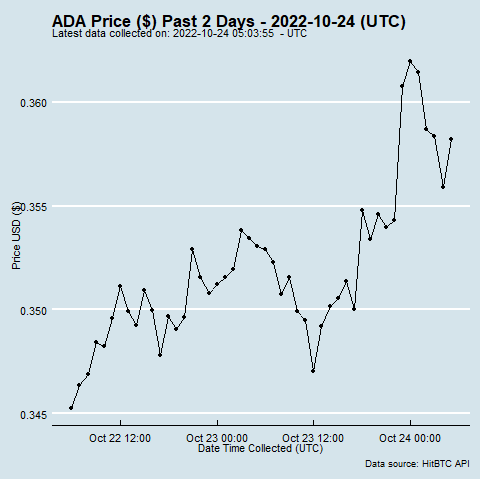 ADA Price ($) Past 2 Days - 2022-10-24 (UTC)
Latest data collected on: 2022-10-24 05:03:55 - UTC
0.360
0.355
0.350
0.345
Price USD ($)
Oct 22 12:00
Oct 23 00:00
Oct 23 12:00
Oct 24 00:00
Date Time Collected (UTC)
Data source: HitBTC API